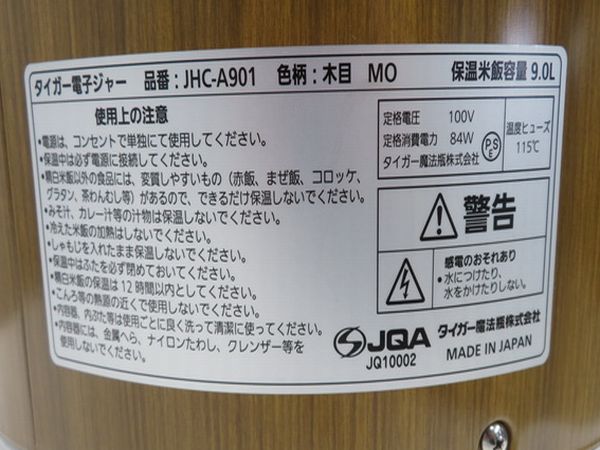 タイガー電子ジャー 品番：JHC-A901 色柄：木目 MO 保温米飯容量 9.0L
使用上の注意
●電源は、コンセントで単独にて使用してください。
●保温中は必ず電源に接続してください。
●精白米飯以外の食品には、変質しやすいもの（赤飯、まぜ飯、コロッケ、
グラタン、茶わんむし等）があるので、できるだけ保温しないでください。
●みそ汁、カレー汁等の汁物は保温しないでください。
●冷えた米飯の加熱はしないでください。
●しゃもじを入れたまま保温しないでください。
●保温中はふたを必ず閉めておいてください。
●精白米飯の保温は12時間以内としてください。
●こんろ等の熱源の近くで使用しないでください。
●内容器、内ぶた等は使用ごとに良く洗って清潔に使ってください。
●内容器には、金属へら、ナイロンたわし、クレンザー等を
使用しないでください。
定格電圧 100V
定格消費電力 84W
タイガー魔法瓶株式会社
PSE
温度ヒューズ
115℃
警告
感電のおそれあり
●水につけたり、
水をかけたりしない。
JQA
JQ10002
タイガー魔法瓶株式会社
MADE IN JAPAN